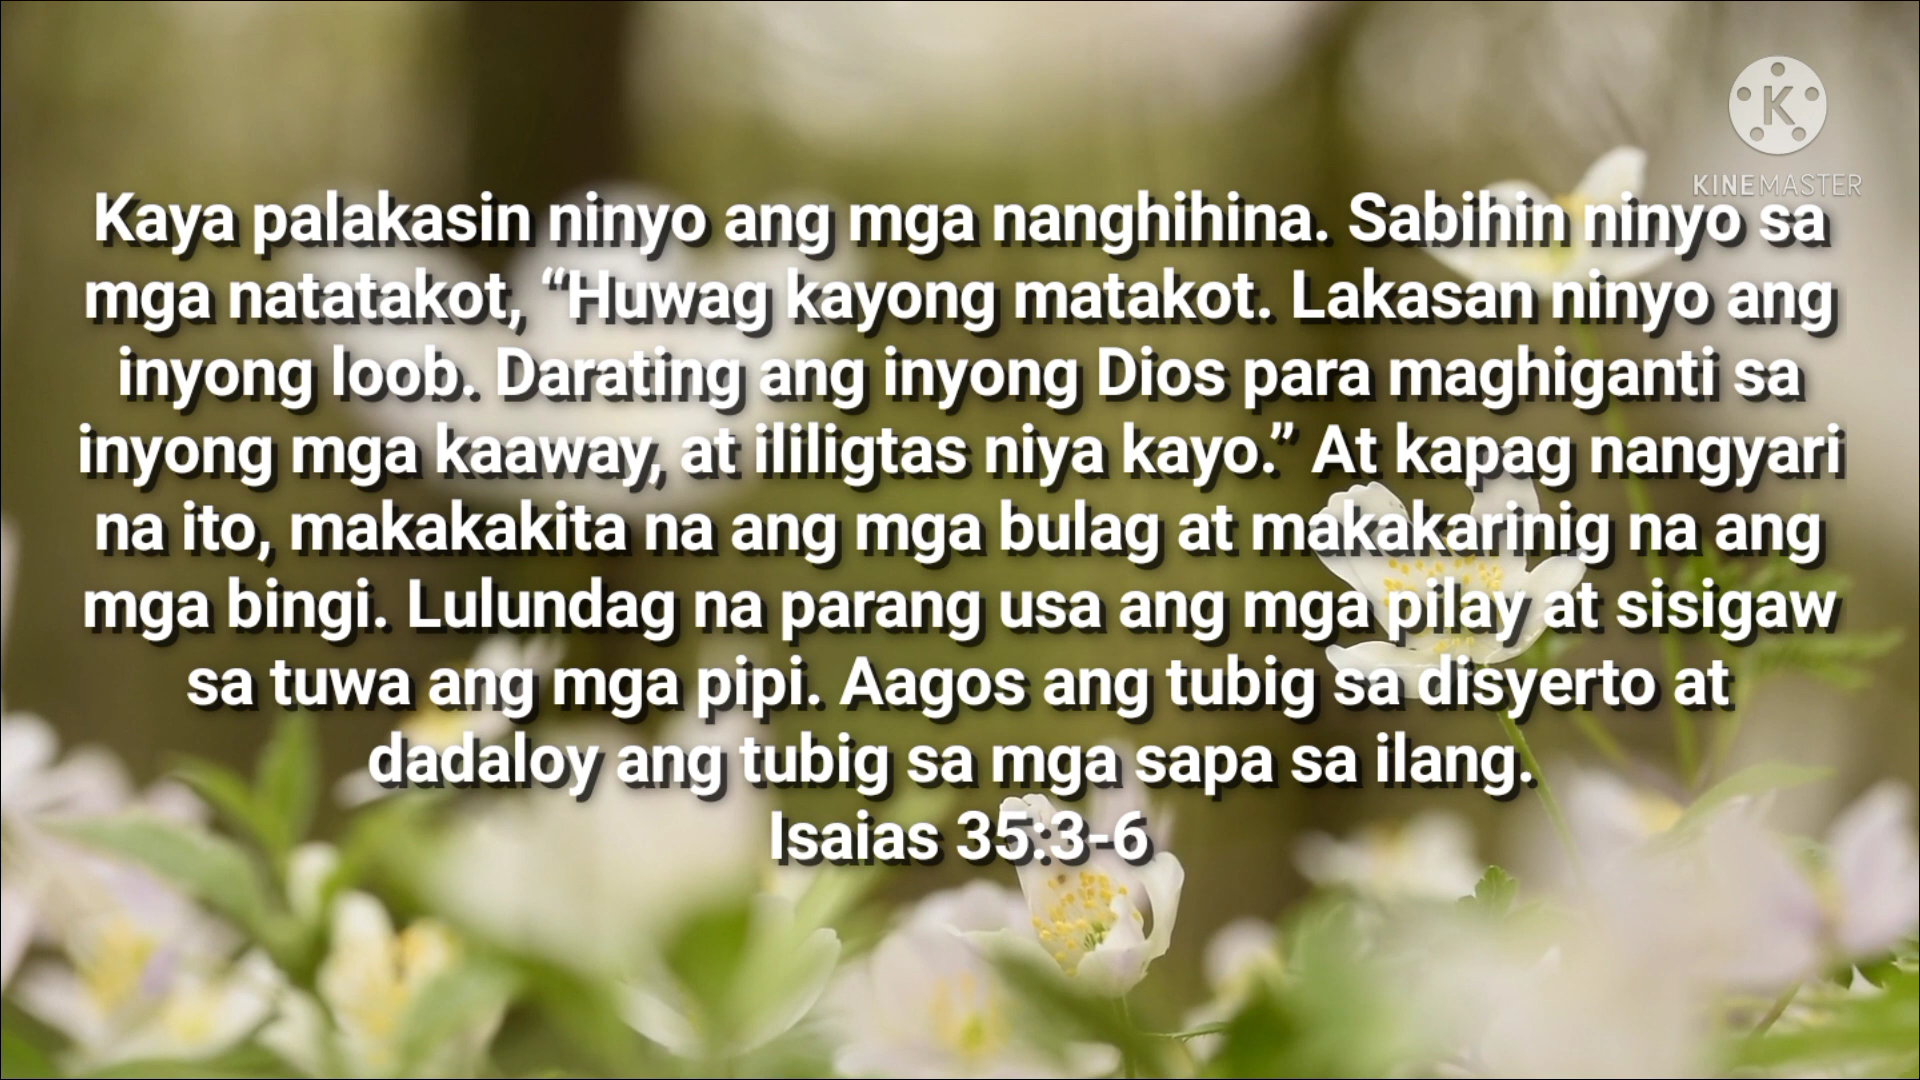 KINEMASTER
Kaya palakasin ninyo ang mga nanghihina. Sabihin ninyo sa
mga natatakot, “Huwag kayong matakot. Lakasan ninyo ang
inyong loob. Darating ang inyong Dios para maghiganti sa
inyong mga kaaway, at ililigtas niya kayo.” At kapag nangyari
na ito, makakakita na ang mga bulag at makakarinig na ang
mga bingi. Lulundag na parang usa ang mga pilay at sisigaw
sa tuwa ang mga pipi. Aagos ang tubig sa disyerto at
dadaloy ang tubig sa mga sapa sa ilang.
Isaias 35:3-6